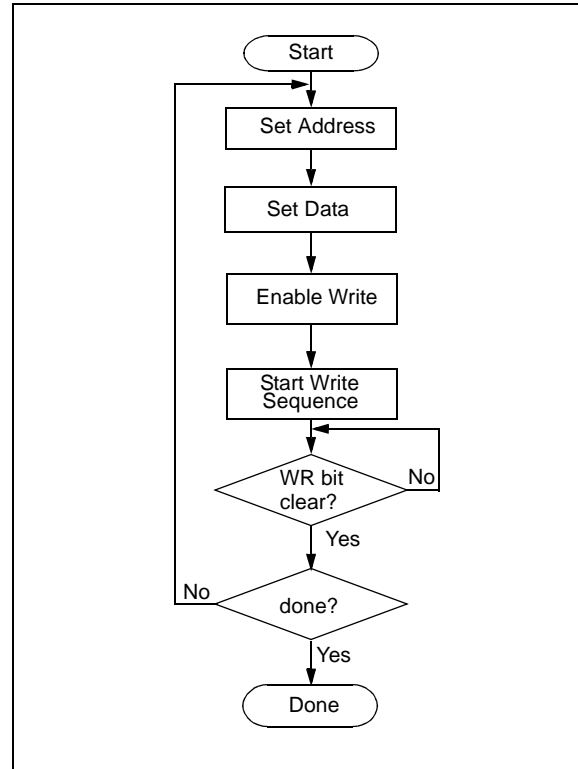 Start
Set Address
Set Data
Enable Write
Start Write
Sequence
WR bit
clear?
No
Yes
No
done?
Yes
Done